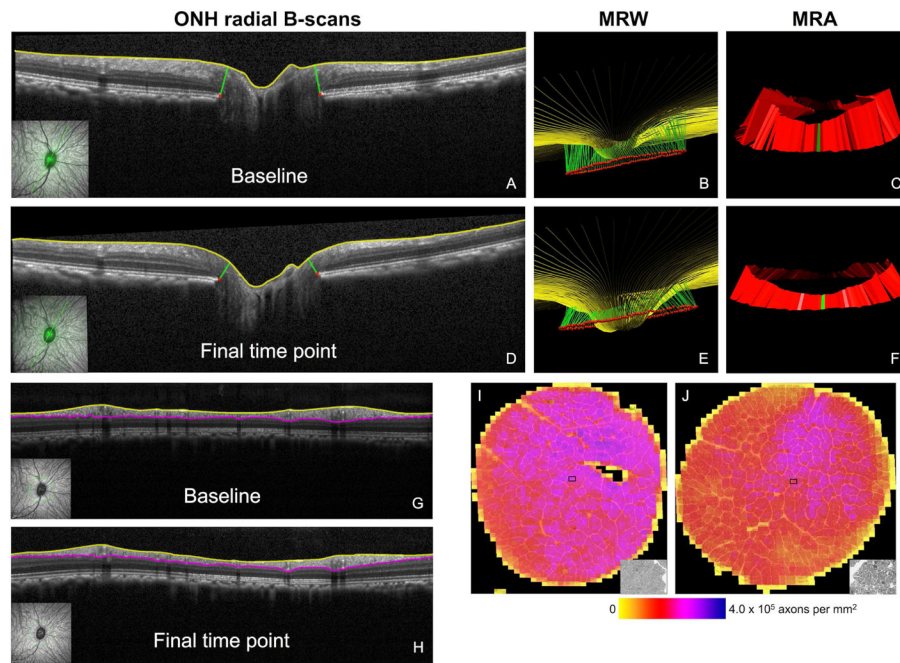 ONH radial B-scans MRW MRA
Baseline
A B C
Final time point
D E F
Baseline
G
Final time point
H
I J
0 4.0 x 10⁵ axons per mm²